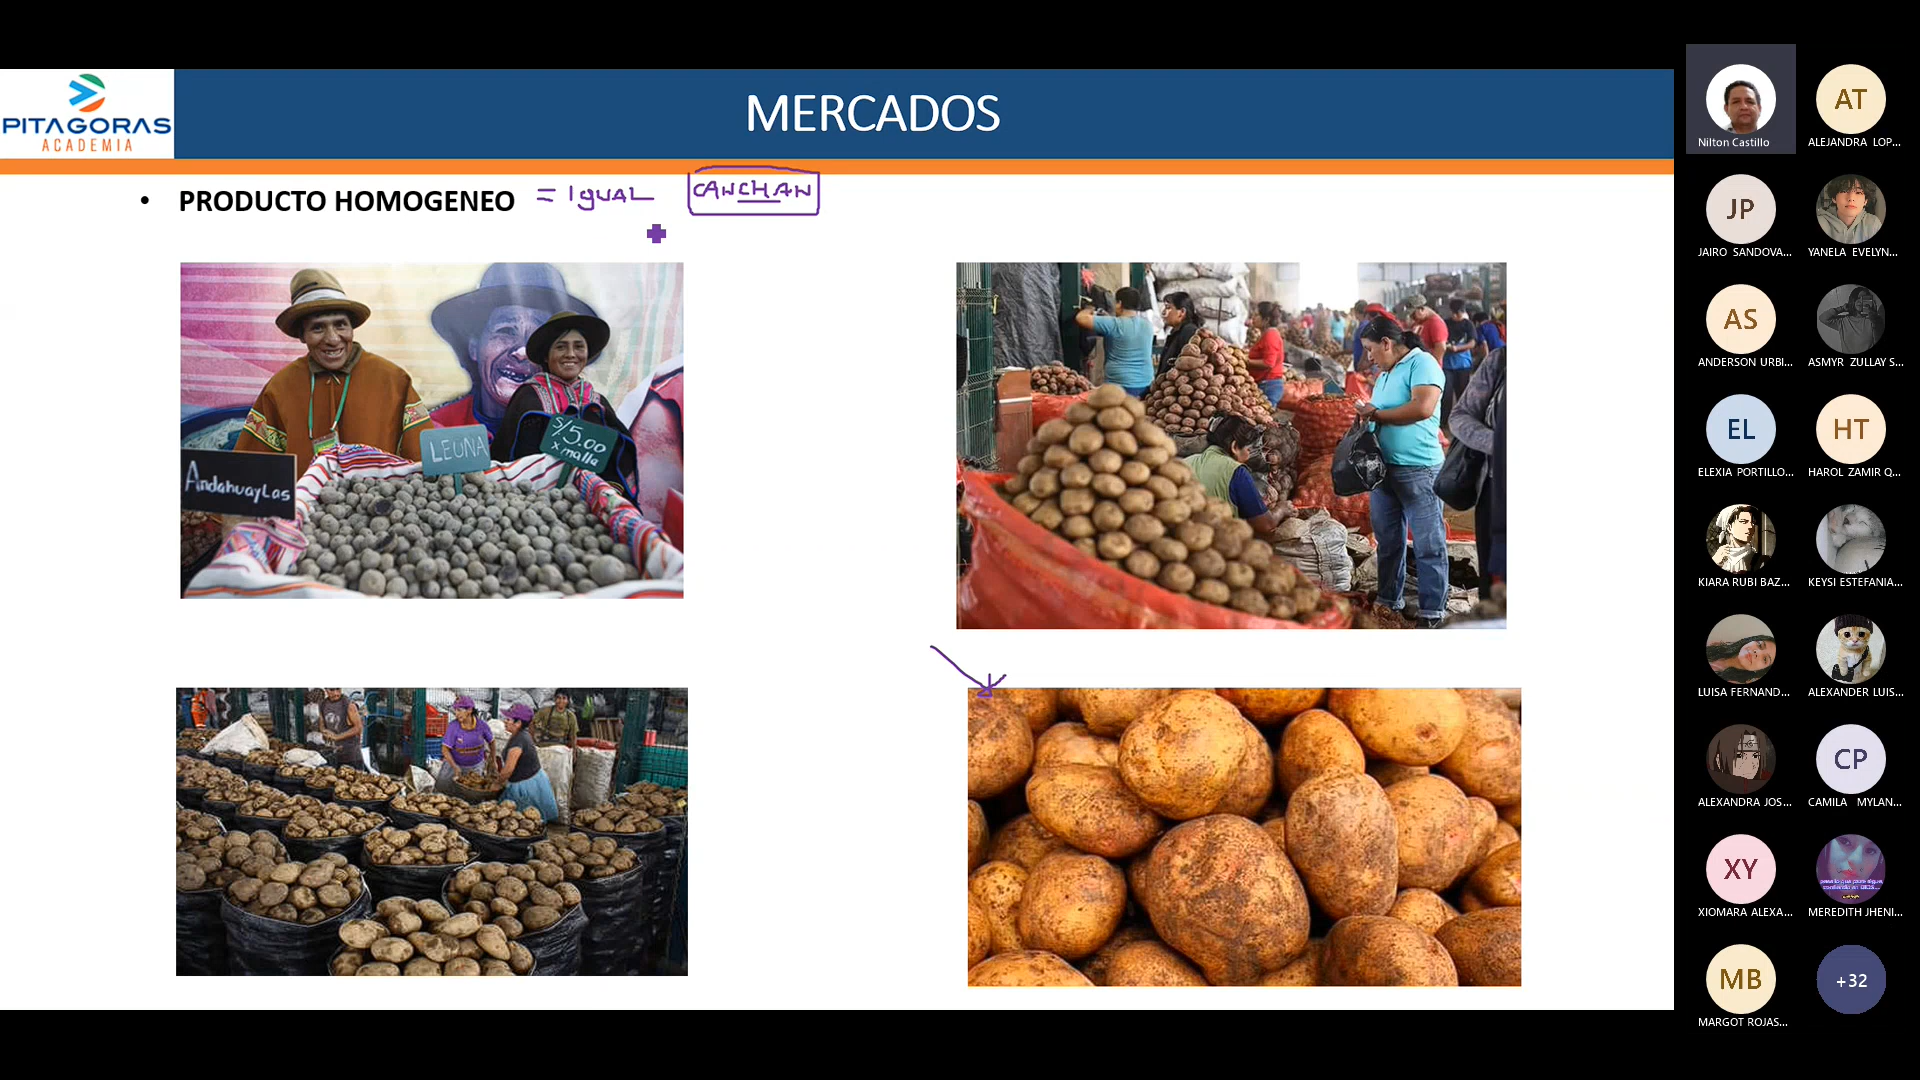 PITAGORAS
ACADEMIA
MERCADOS
• PRODUCTO HOMOGENEO = IgUAL CANCHAN
Andahuaylas
LEUNA
S/5.00
x malla
Nilton Castillo
AT
ALEJANDRA LOP...
JP
JAIRO SANDOVA...
YANELA EVELYN...
AS
ANDERSON URBI...
ASMYR ZULLAY S...
EL
ELEXIA PORTILLO...
HT
HAROL ZAMIR Q...
KIARA RUBI BAZ...
KEYSI ESTEFANIA...
LUISA FERNAND...
ALEXANDER LUIS...
ALEXANDRA JOS...
CP
CAMILA MYLAN...
XY
XIOMARA ALEXA...
MEREDITH JHENI...
MB
MARGOT ROJAS...
+32